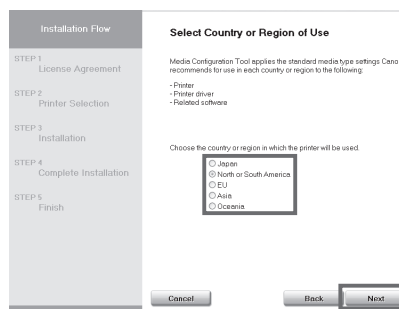 Installation Flow
STEP 1
License Agreement
STEP 2
Printer Selection
STEP 3
Installation
STEP 4
Complete Installation
STEP 5
Finish
Select Country or Region of Use
Media Configuration Tool applies the standard media type settings Cano
recommends for use in each country or region to the following:
- Printer
- Printer driver
- Related software
Choose the country or region in which the printer will be used.
Japan
North or South America
EU
Asia
Oceania
Cancel
Back
Next